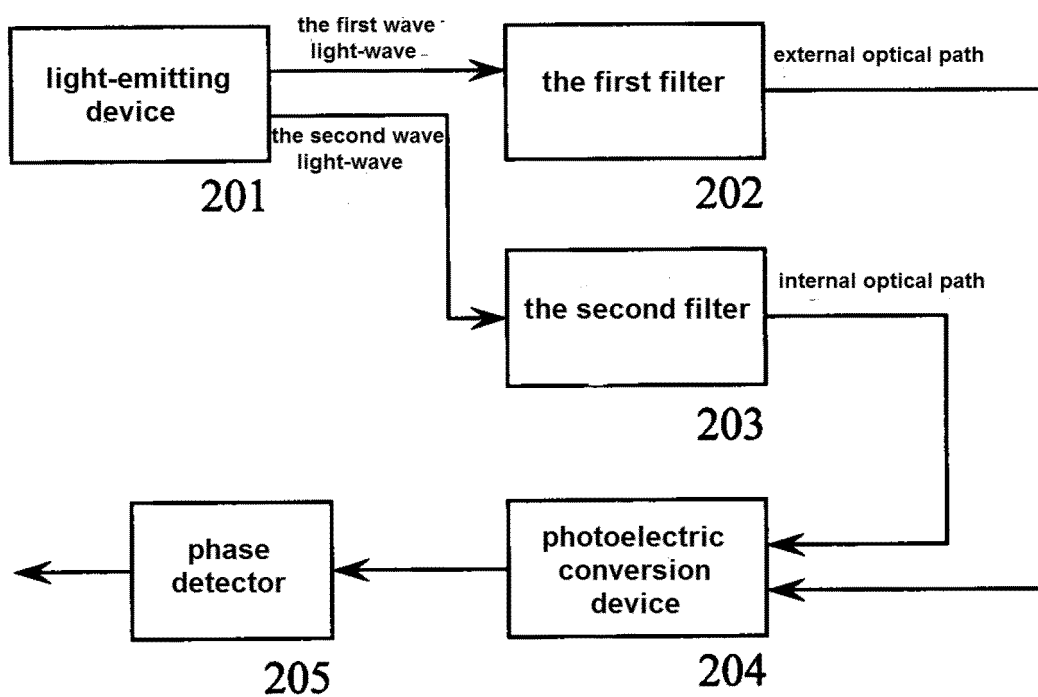 the first wave
light-wave
light-emitting
device
the first filter
external optical path
the second wave
light-wave
201
202
the second filter
internal optical path
203
phase
detector
photoelectric
conversion
device
205
204